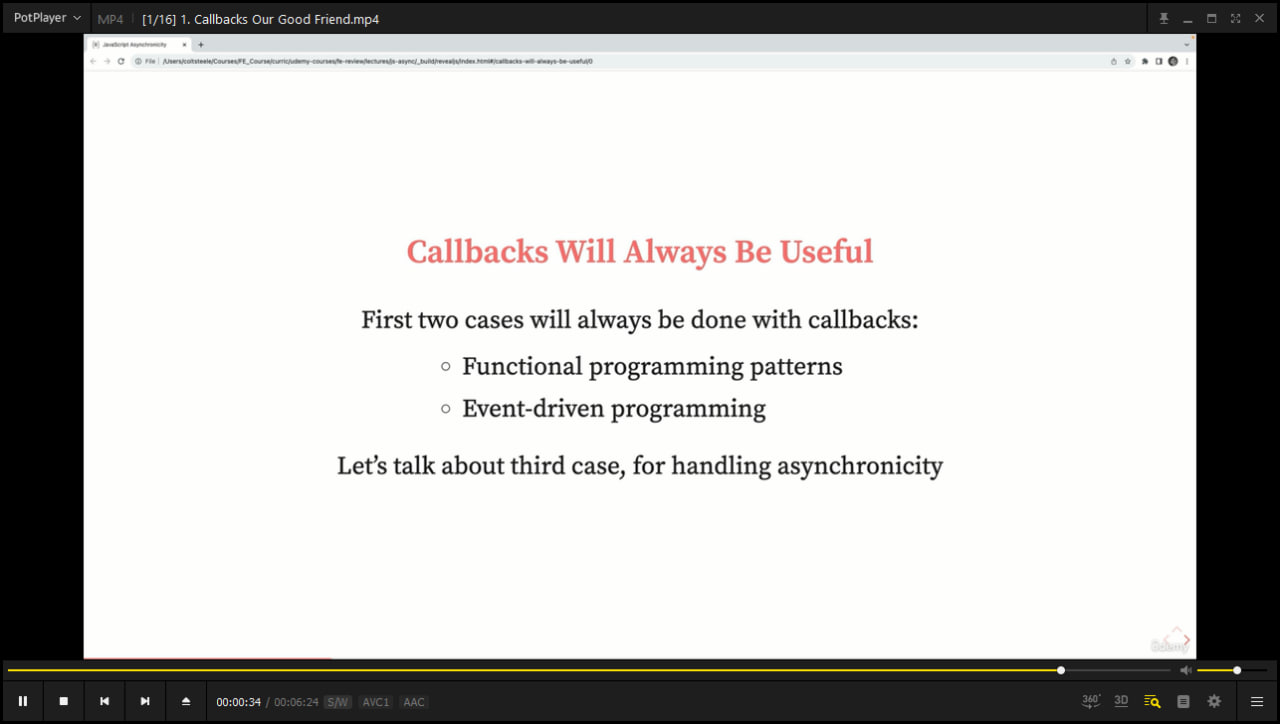 PotPlayer
MP4
[1/16] 1. Callbacks Our Good Friend.mp4
JavaScript Asynchronicity
File
/Users/coltsteele/Courses/FE_Course/curric/udemy-courses/fe-review/lectures/js-async/_build/revealjs/index.html#/callbacks-will-always-be-useful/0
Callbacks Will Always Be Useful
First two cases will always be done with callbacks:
Functional programming patterns
Event-driven programming
Let’s talk about third case, for handling asynchronicity
Udemy
00:00:34 / 00:06:24 S/W AVC1 AAC
360° 3D